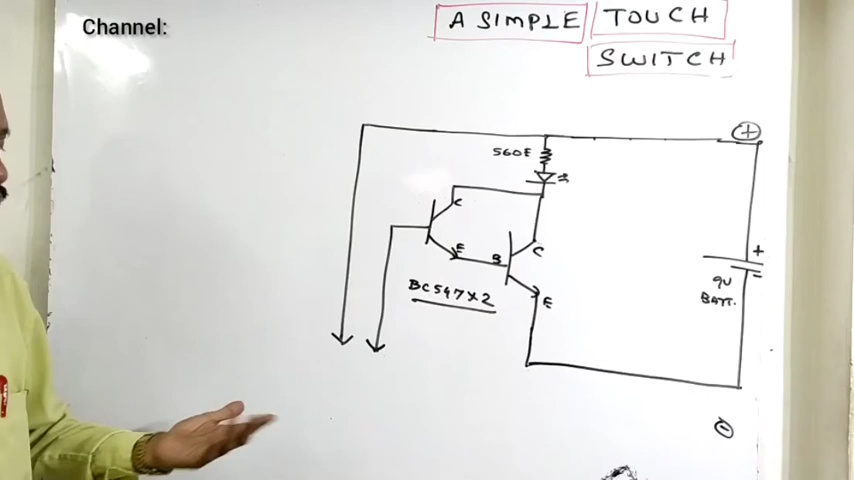 Channel:
A SIMPLE TOUCH
SWITCH
+
560E
C
C
E
B
+
9V
BATT.
BC547X2
E
-